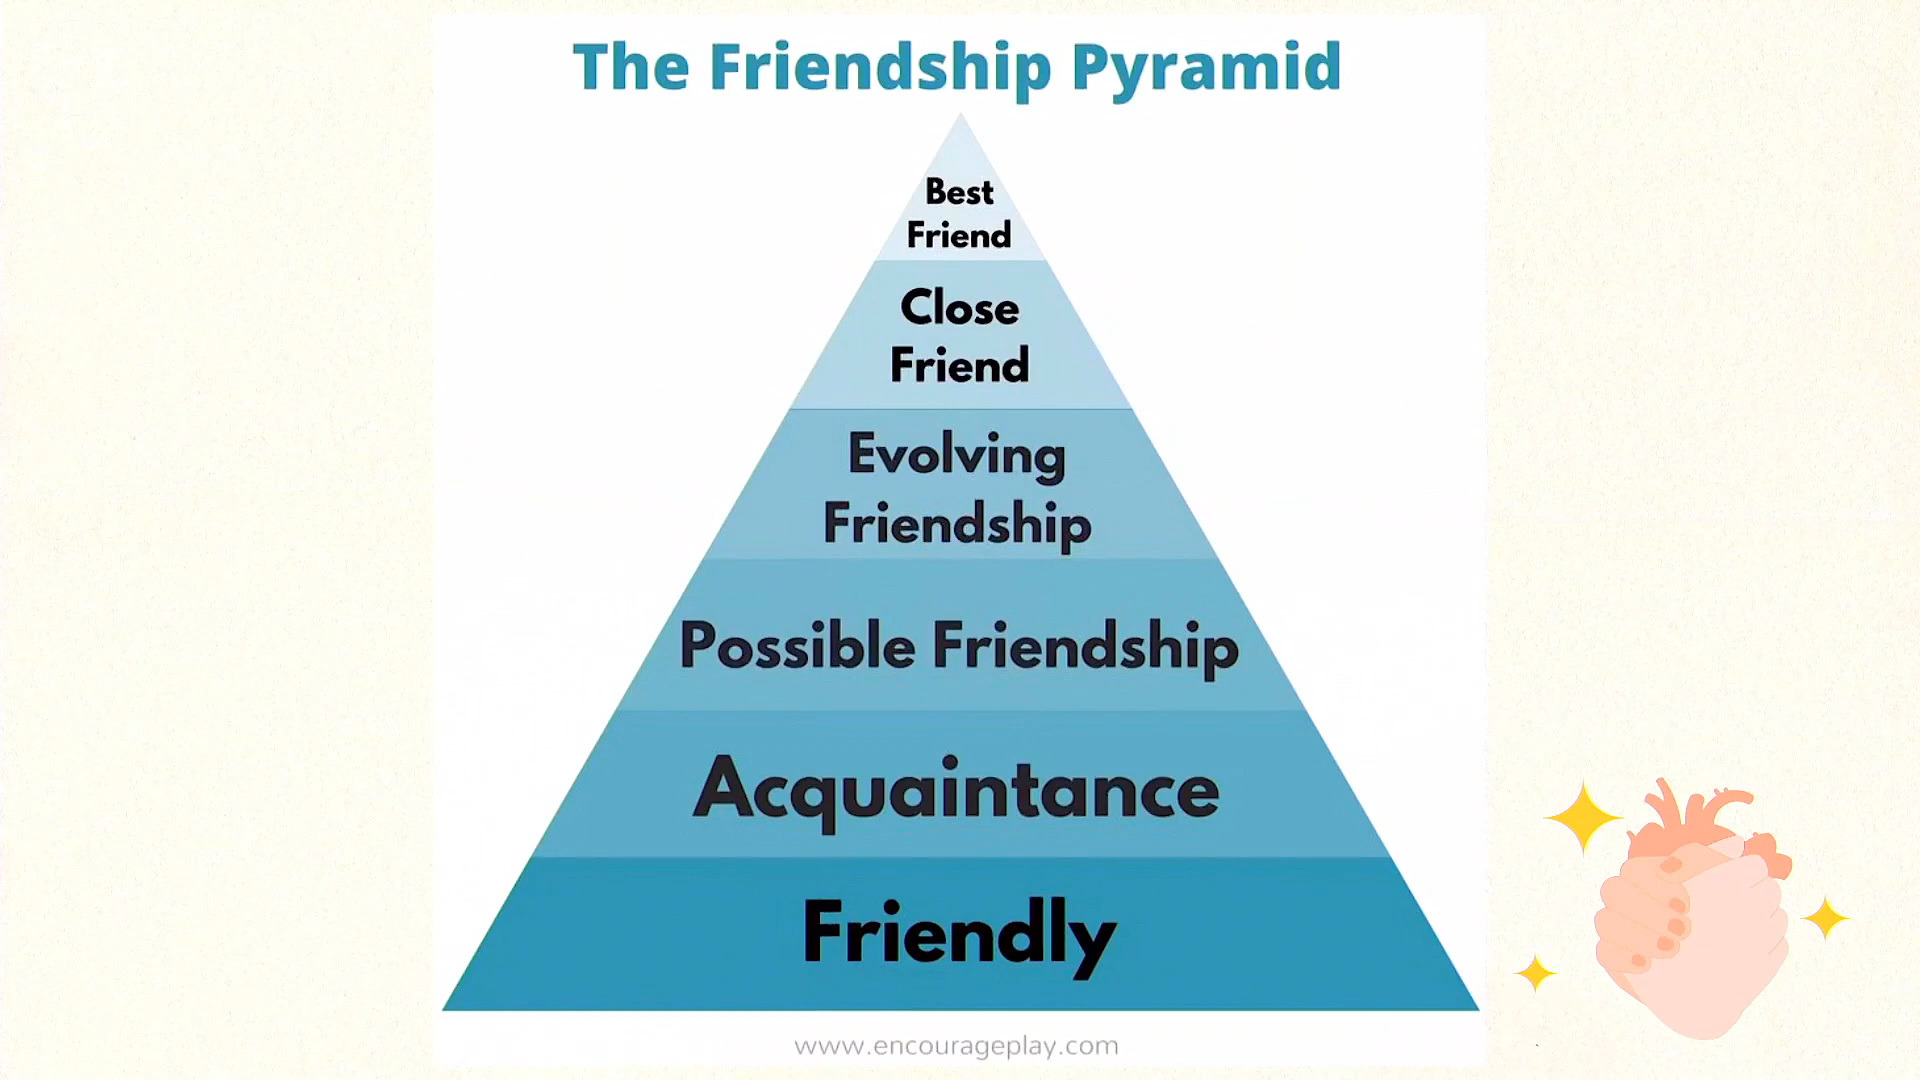 The Friendship Pyramid
Best
Friend
Close
Friend
Evolving
Friendship
Possible Friendship
Acquaintance
Friendly
www.encourageplay.com